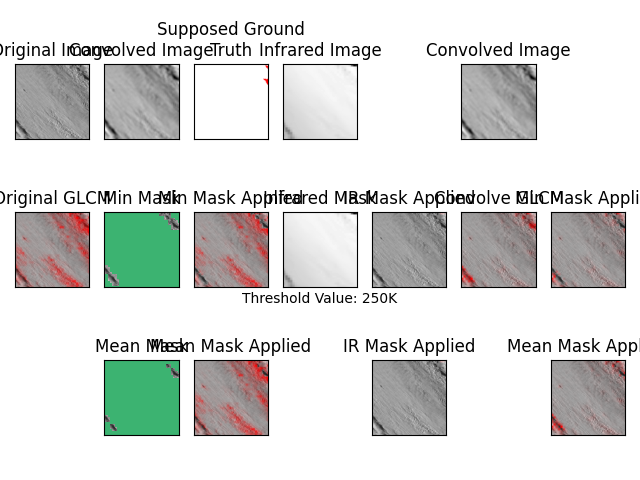 Original Image Convolved Image Supposed Ground
Truth Infrared Image Convolved Image
Original GLCM Min Mask Min Mask Applied Infrared Mask IR Mask Applied Convolve GLCM Min Mask Appli
Threshold Value: 250K
Mean Mask Mean Mask Applied IR Mask Applied Mean Mask Appl